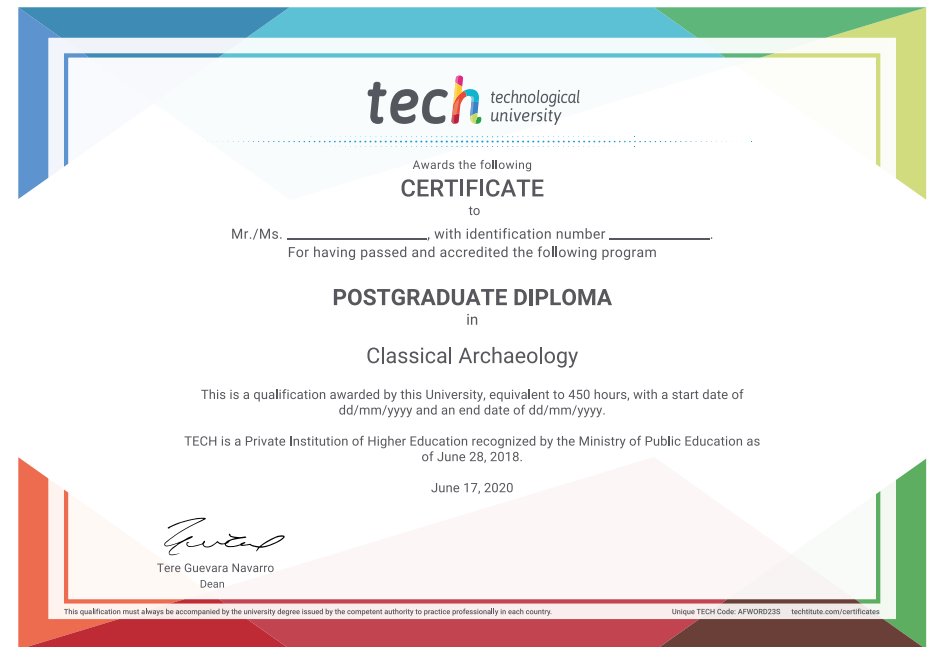 tech technological
university
Awards the following
CERTIFICATE
to
Mr./Ms. ____________________, with identification number ______________.
For having passed and accredited the following program
POSTGRADUATE DIPLOMA
in
Classical Archaeology
This is a qualification awarded by this University, equivalent to 450 hours, with a start date of
dd/mm/yyyy and an end date of dd/mm/yyyy.
TECH is a Private Institution of Higher Education recognized by the Ministry of Public Education as
of June 28, 2018.
June 17, 2020
Tere Guevara Navarro
Dean
This qualification must always be accompanied by the university degree issued by the competent authority to practice professionally in each country.
Unique TECH Code: AFWORD23S techtitute.com/certificates